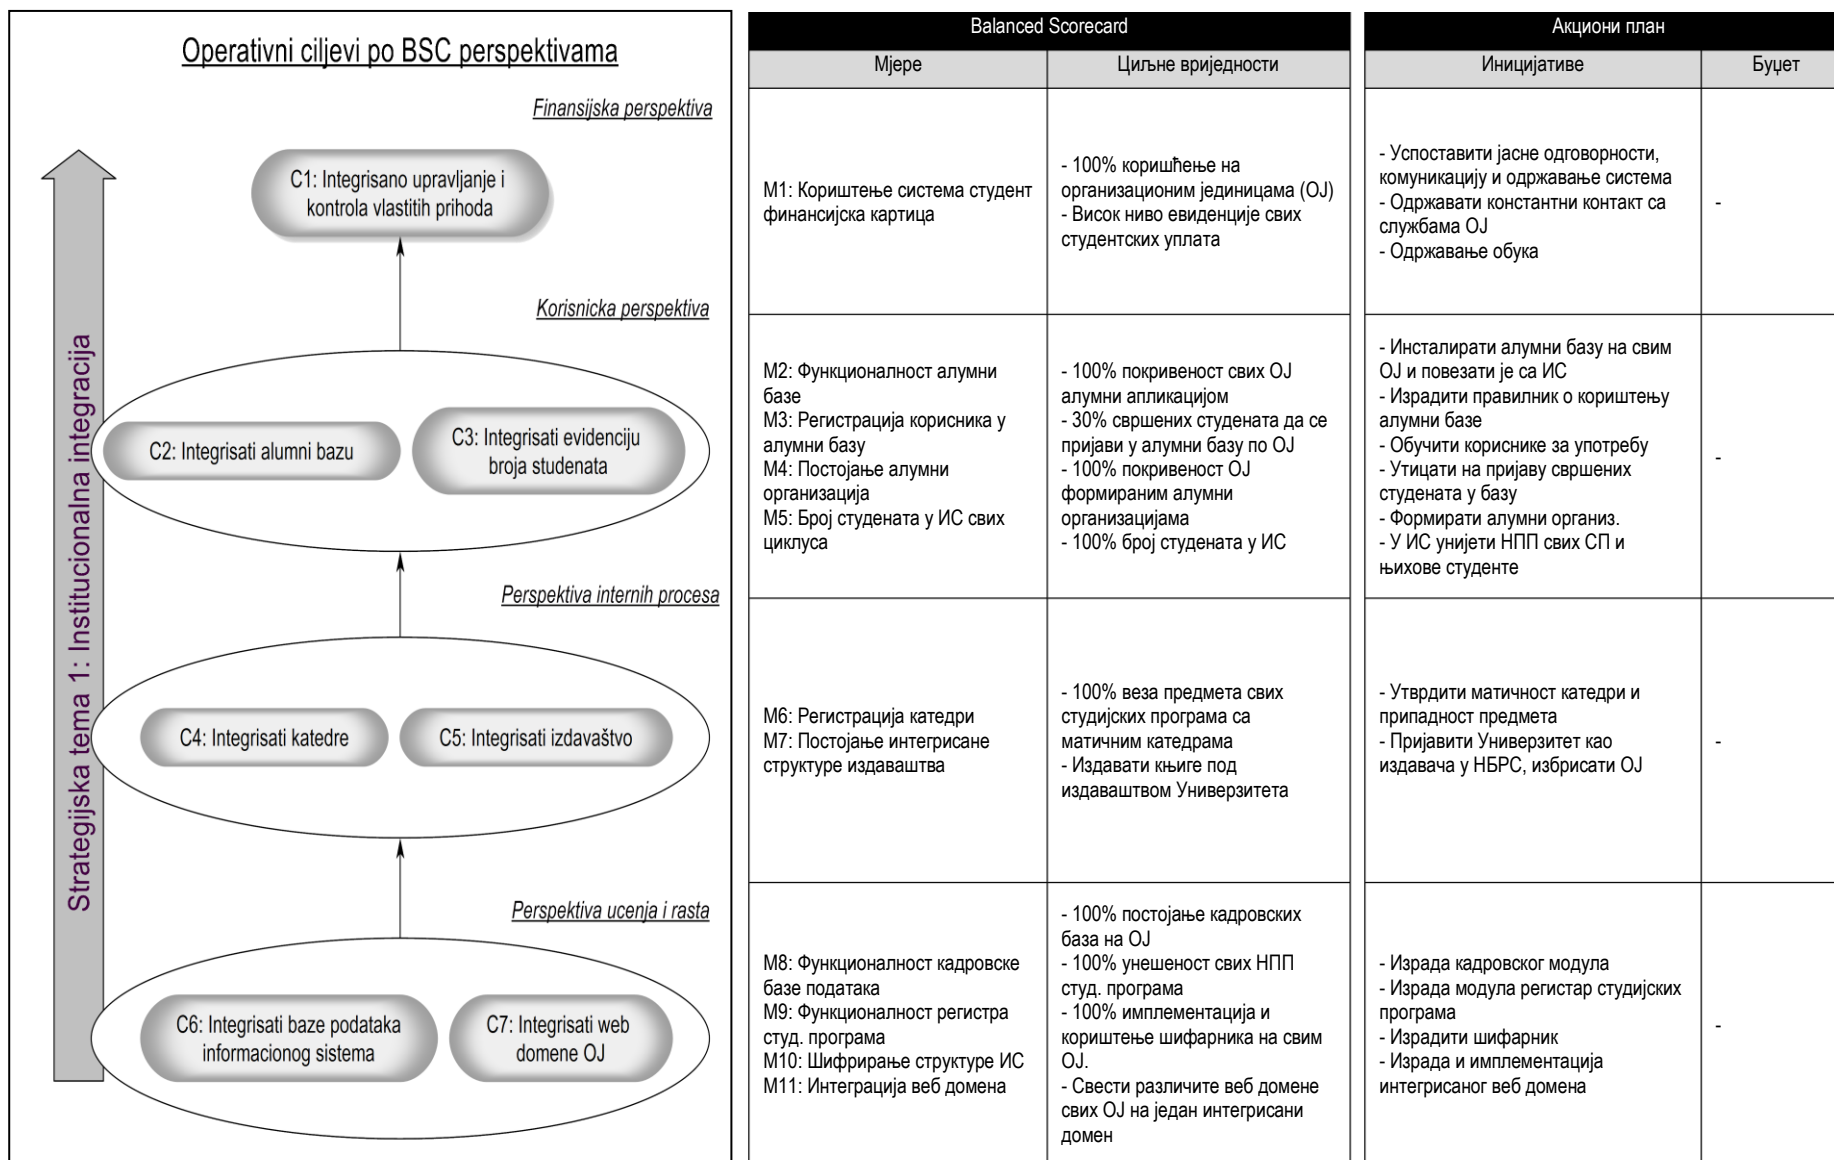 Operativni ciljevi po BSC perspektivama
Finansijska perspektiva
C1: Integrisano upravljanje i
kontrola vlastitih prihoda
Korisnicka perspektiva
C2: Integrisati alumni bazu
C3: Integrisati evidenciju
broja studenata
Perspektiva internih procesa
C4: Integrisati katedre
C5: Integrisati izdavaštvo
Perspektiva ucenja i rasta
C6: Integrisati baze podataka
informacionog sistema
C7: Integrisati web
domene OJ
Strategijska tema 1: Institucionalna integracija
Balanced Scorecard
Мјере
Циљне вриједности
М1: Кориштење система студент
финансијска картица
- 100% коришћење на
организационим јединицама (ОЈ)
- Висок ниво евиденције свих
студентских уплата
М2: Функционалност алумни
базе
М3: Регистрација корисника у
алумни базу
М4: Постојање алумни
организација
М5: Број студената у ИС свих
циклуса
- 100% покривеност свих ОЈ
алумни апликацијом
- 30% свршених студената да се
пријави у алумни базу по ОЈ
- 100% покривеност ОЈ
формираним алумни
организацијама
- 100% број студената у ИС
М6: Регистрација катедри
М7: Постојање интегрисане
структуре издаваштва
- 100% веза предмета свих
студијских програма са
матичним катедрама
- Издавати књиге под
издаваштвом Универзитета
М8: Функционалност кадровске
базе података
М9: Функционалност регистра
студ. програма
М10: Шифрирање структуре ИС
М11: Интеграција веб домена
- 100% постојање кадровских
база на ОЈ
- 100% унешеност свих НПП
студ. програма
- 100% имплементација и
кориштење шифарника на свим
ОЈ.
- Свести различите веб домене
свих ОЈ на један интегрисани
домен
Акциони план
Иницијативе
Буџет
- Успоставити јасне одговорности,
комуникацију и одржавање система
- Одржавати константни контакт са
службама ОЈ
- Одржавање обука
-
- Инсталирати алумни базу на свим
ОЈ и повезати је са ИС
- Израдити правилник о кориштењу
алумни базе
- Обучити кориснике за употребу
- Утицати на пријаву свршених
студената у базу
- Формирати алумни организ.
- У ИС унијети НПП свих СП и
њихове студенте
-
- Утврдити матичност катедри и
припадност предмета
- Пријавити Универзитет као
издавача у НБРС, избрисати ОЈ
-
- Израда кадровског модула
- Израда модула регистар студијских
програма
- Израдити шифарник
- Израда и имплементација
интегрисаног веб домена
-